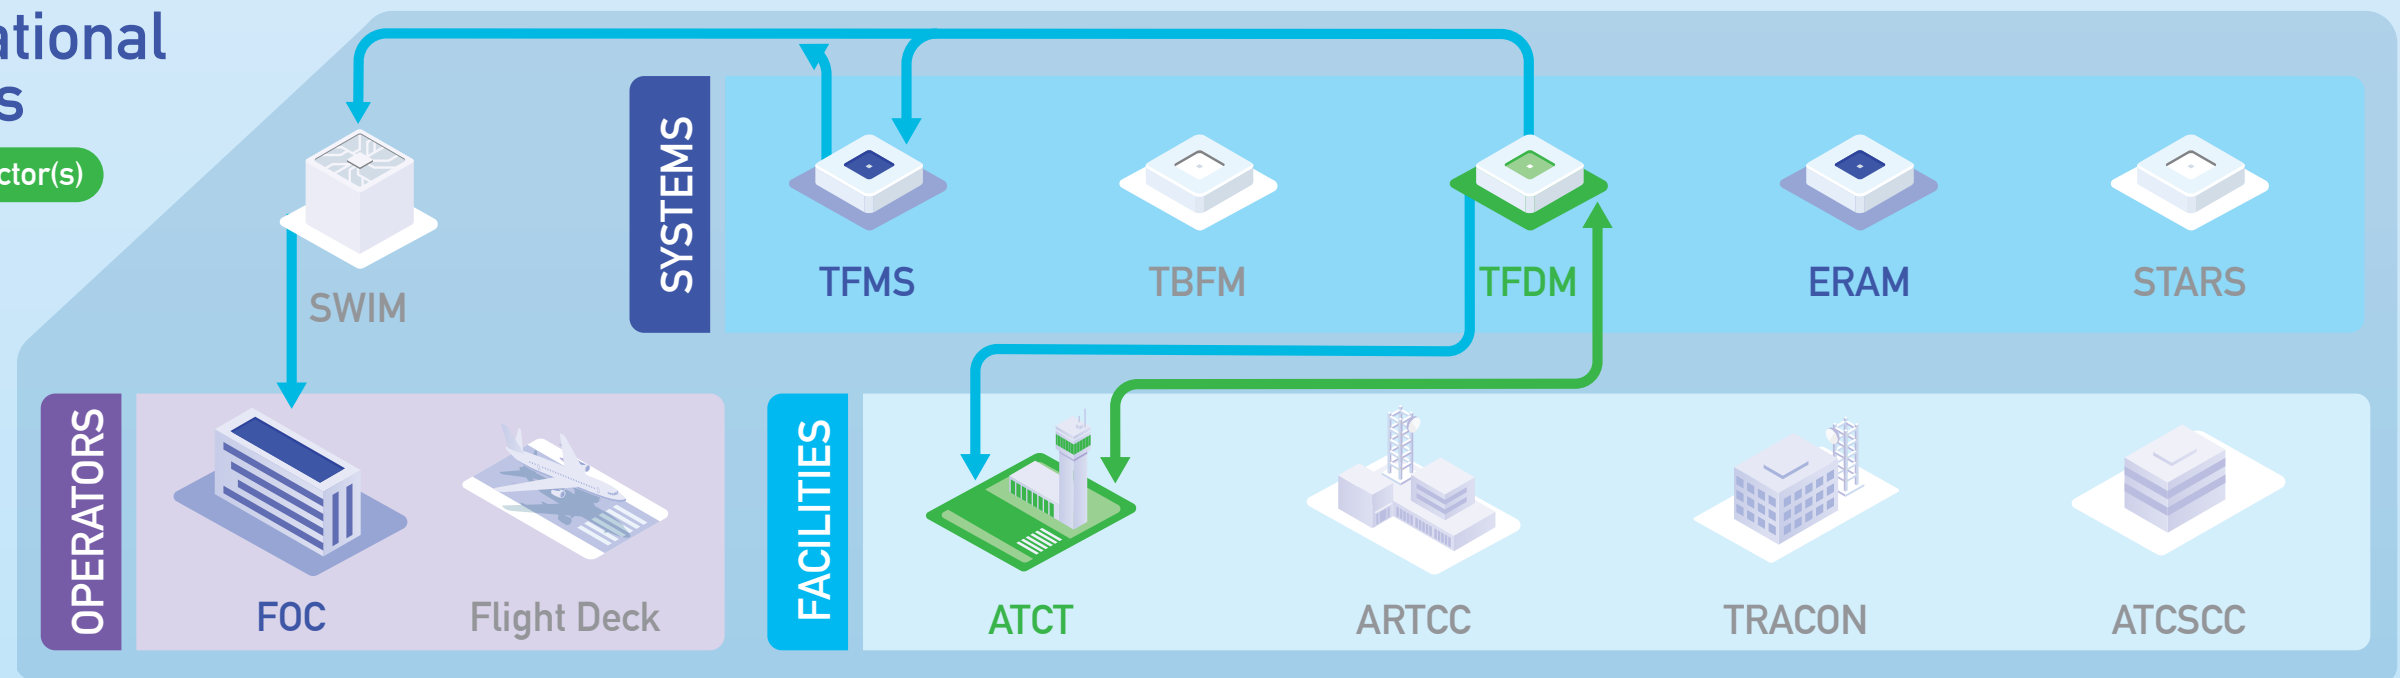 ational
s
ctor(s)
SYSTEMS
TFMS
TBFM
TFDM
ERAM
STARS
SWIM
OPERATORS
FOC
Flight Deck
FACILITIES
ATCT
ARTCC
TRACON
ATCSCC